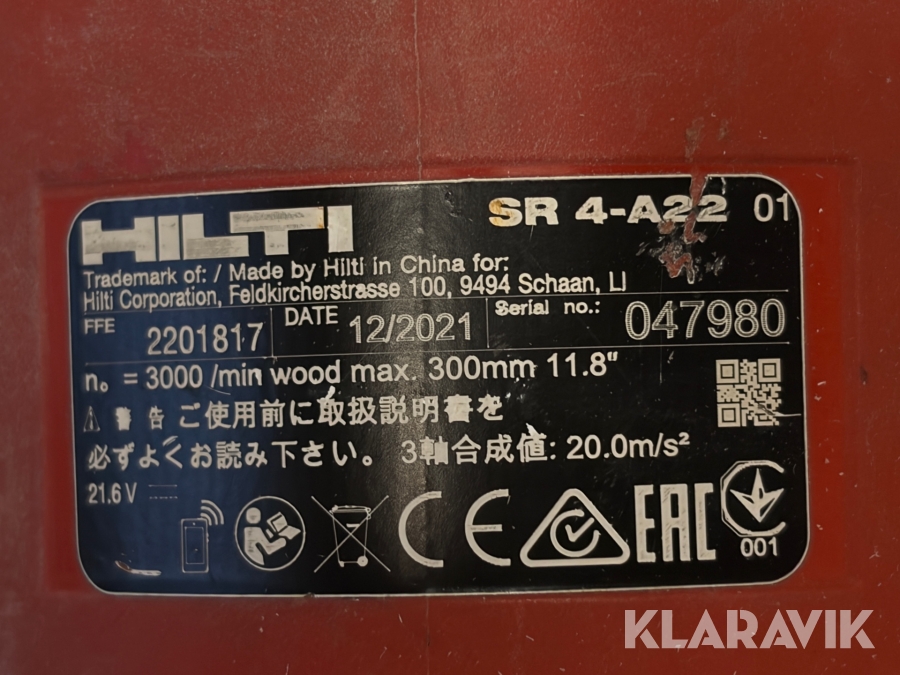 HILTI
SR 4-A22 01
Trademark of: / Made by Hilti in China for:
Hilti Corporation, Feldkircherstrasse 100, 9494 Schaan, LI
FFE 2201817 DATE 12/2021 Serial no.: 047980
n₀ = 3000 /min wood max. 300mm 11.8"
警告 ご使用前に取扱説明書を
必ずよくお読み下さい。 3軸合成値: 20.0m/s²
21.6 V
CE EAC
001
KLARAVIK